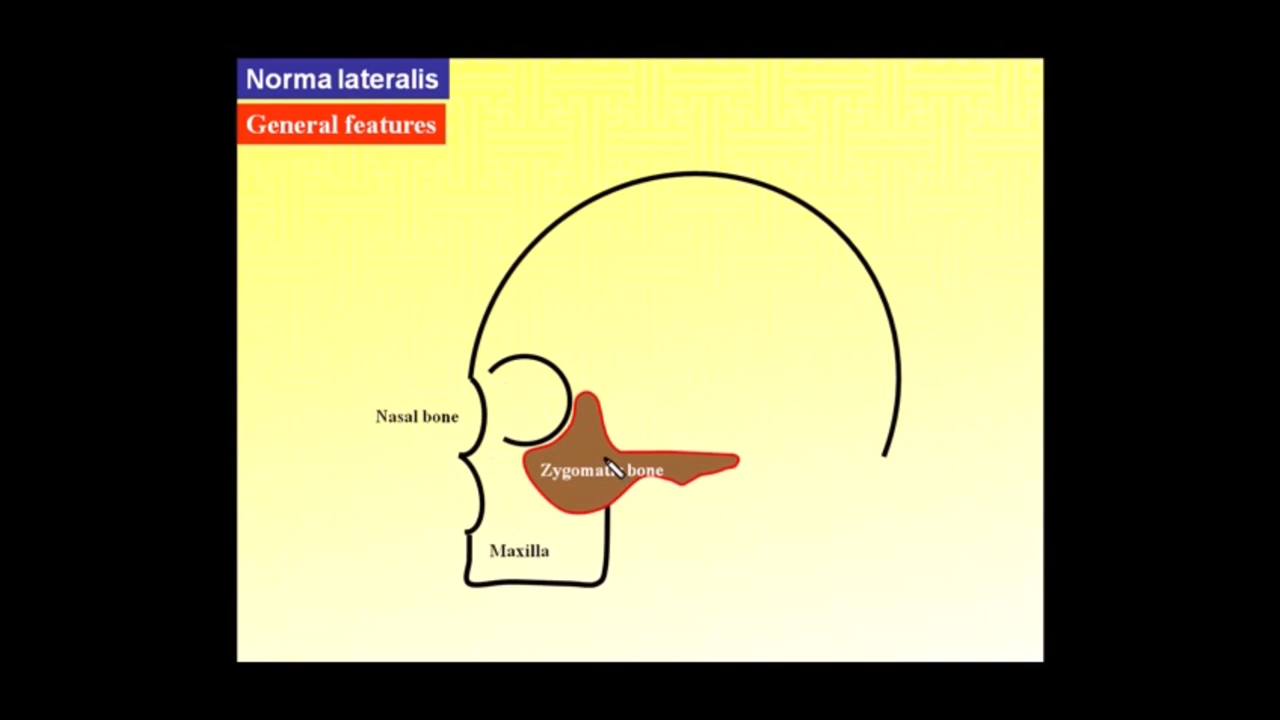 Norma lateralis
General features
Nasal bone
Zygomatic bone
Maxilla